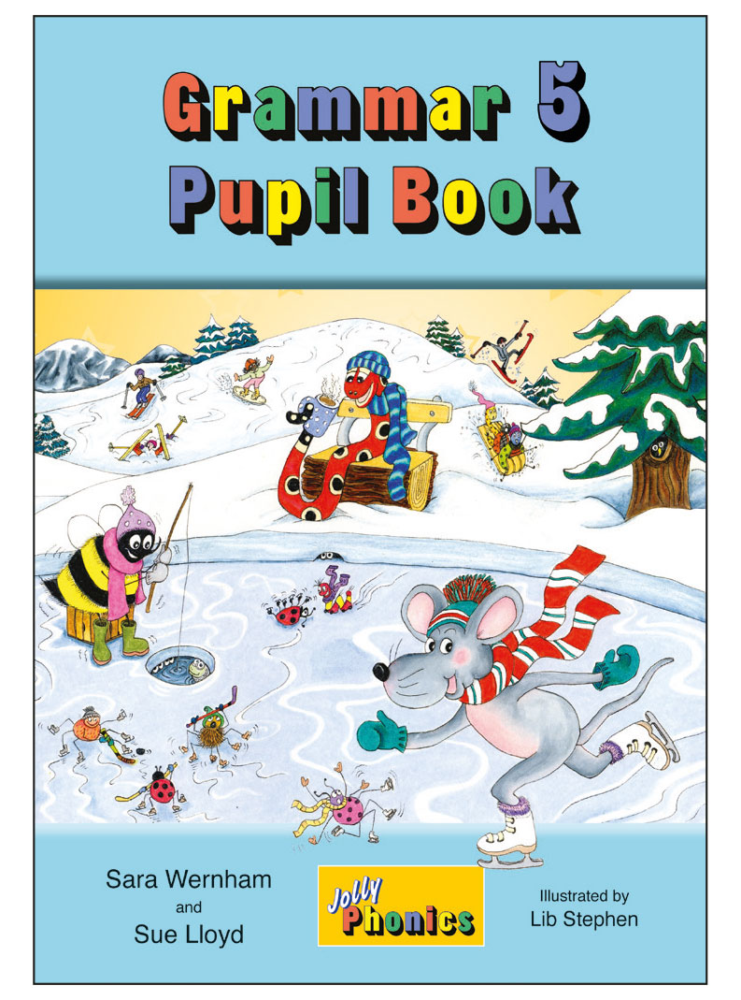 Grammar 5
Pupil Book
Sara Wernham
and
Sue Lloyd
Jolly
Phonics
Illustrated by
Lib Stephen